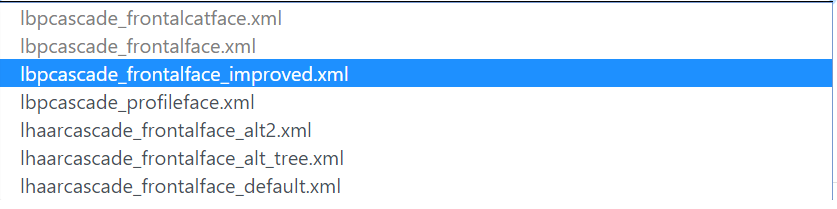 lbpcascade_frontalcatface.xml
lbpcascade_frontalface.xml
lbpcascade_frontalface_improved.xml
lbpcascade_profileface.xml
lhaarcascade_frontalface_alt2.xml
lhaarcascade_frontalface_alt_tree.xml
lhaarcascade_frontalface_default.xml